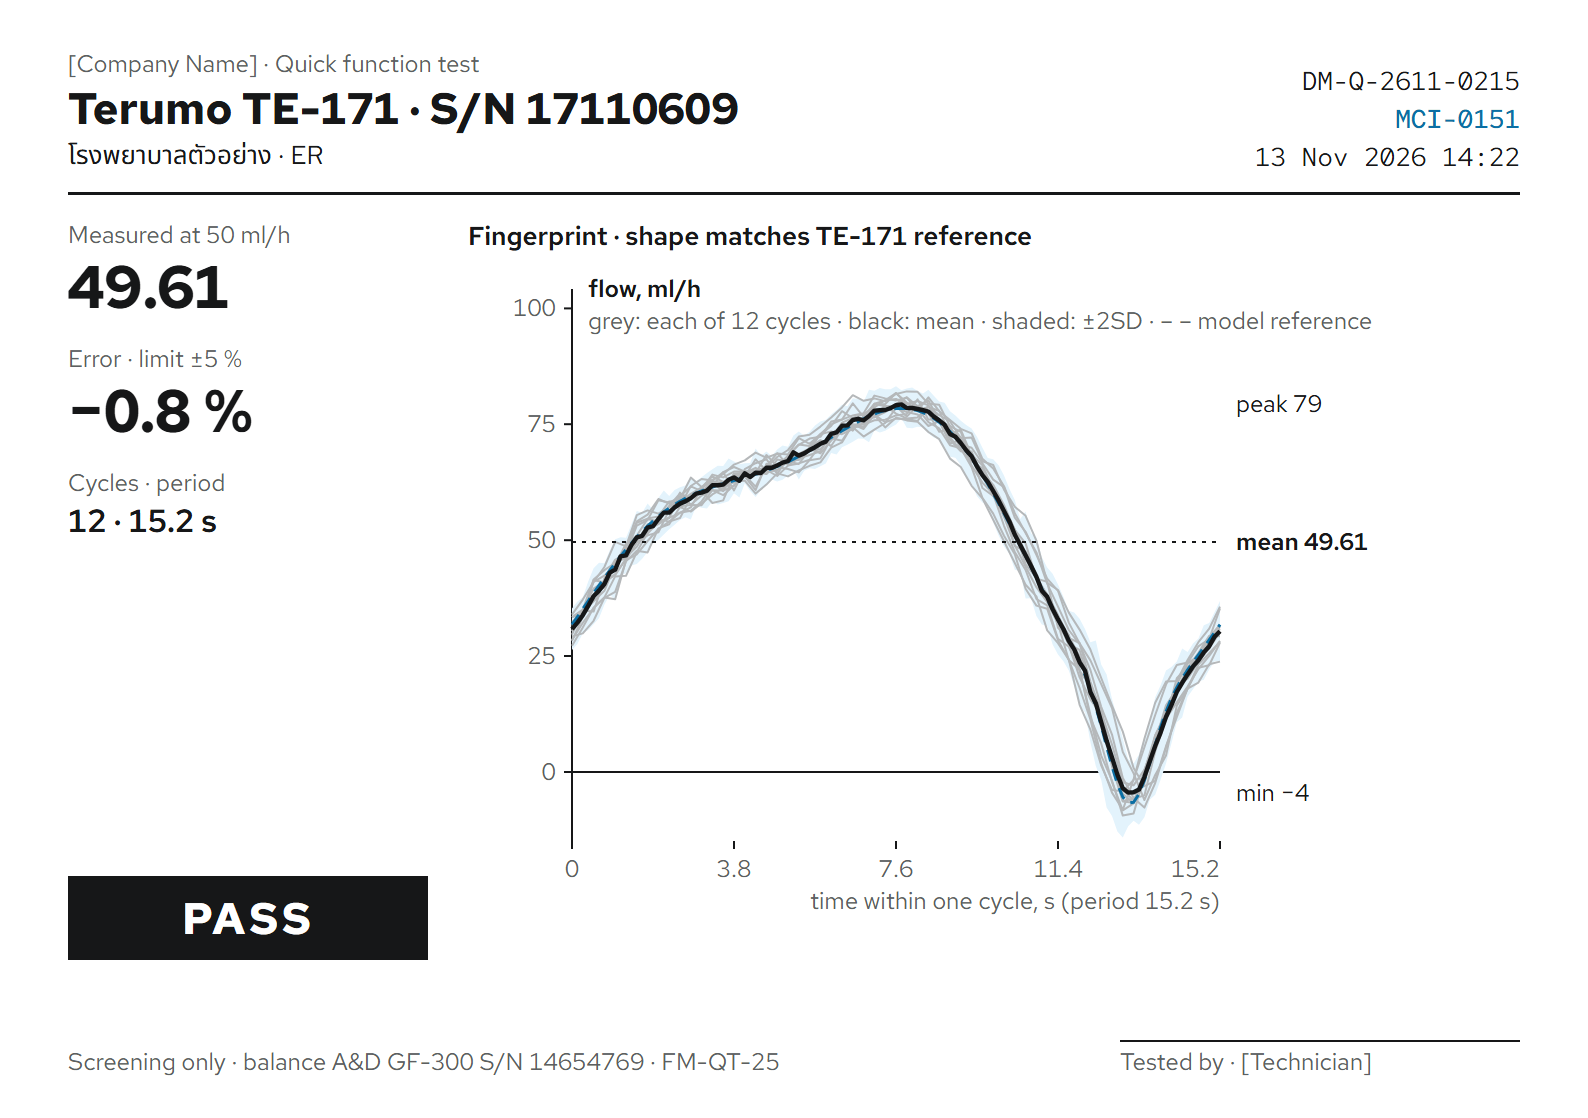 [Company Name] · Quick function test
Terumo TE-171 · S/N 17110609
โรงพยาบาลตัวอย่าง · ER
DM-Q-2611-0215
MCI-0151
13 Nov 2026 14:22
Measured at 50 ml/h
49.61
Error · limit ±5 %
−0.8 %
Cycles · period
12 · 15.2 s
PASS
Fingerprint · shape matches TE-171 reference
flow, ml/h
grey: each of 12 cycles · black: mean · shaded: ±2SD · – – model reference
100
75
50
25
0
peak 79
mean 49.61
min −4
0 3.8 7.6 11.4 15.2
time within one cycle, s (period 15.2 s)
Screening only · balance A&D GF-300 S/N 14654769 · FM-QT-25
Tested by · [Technician]